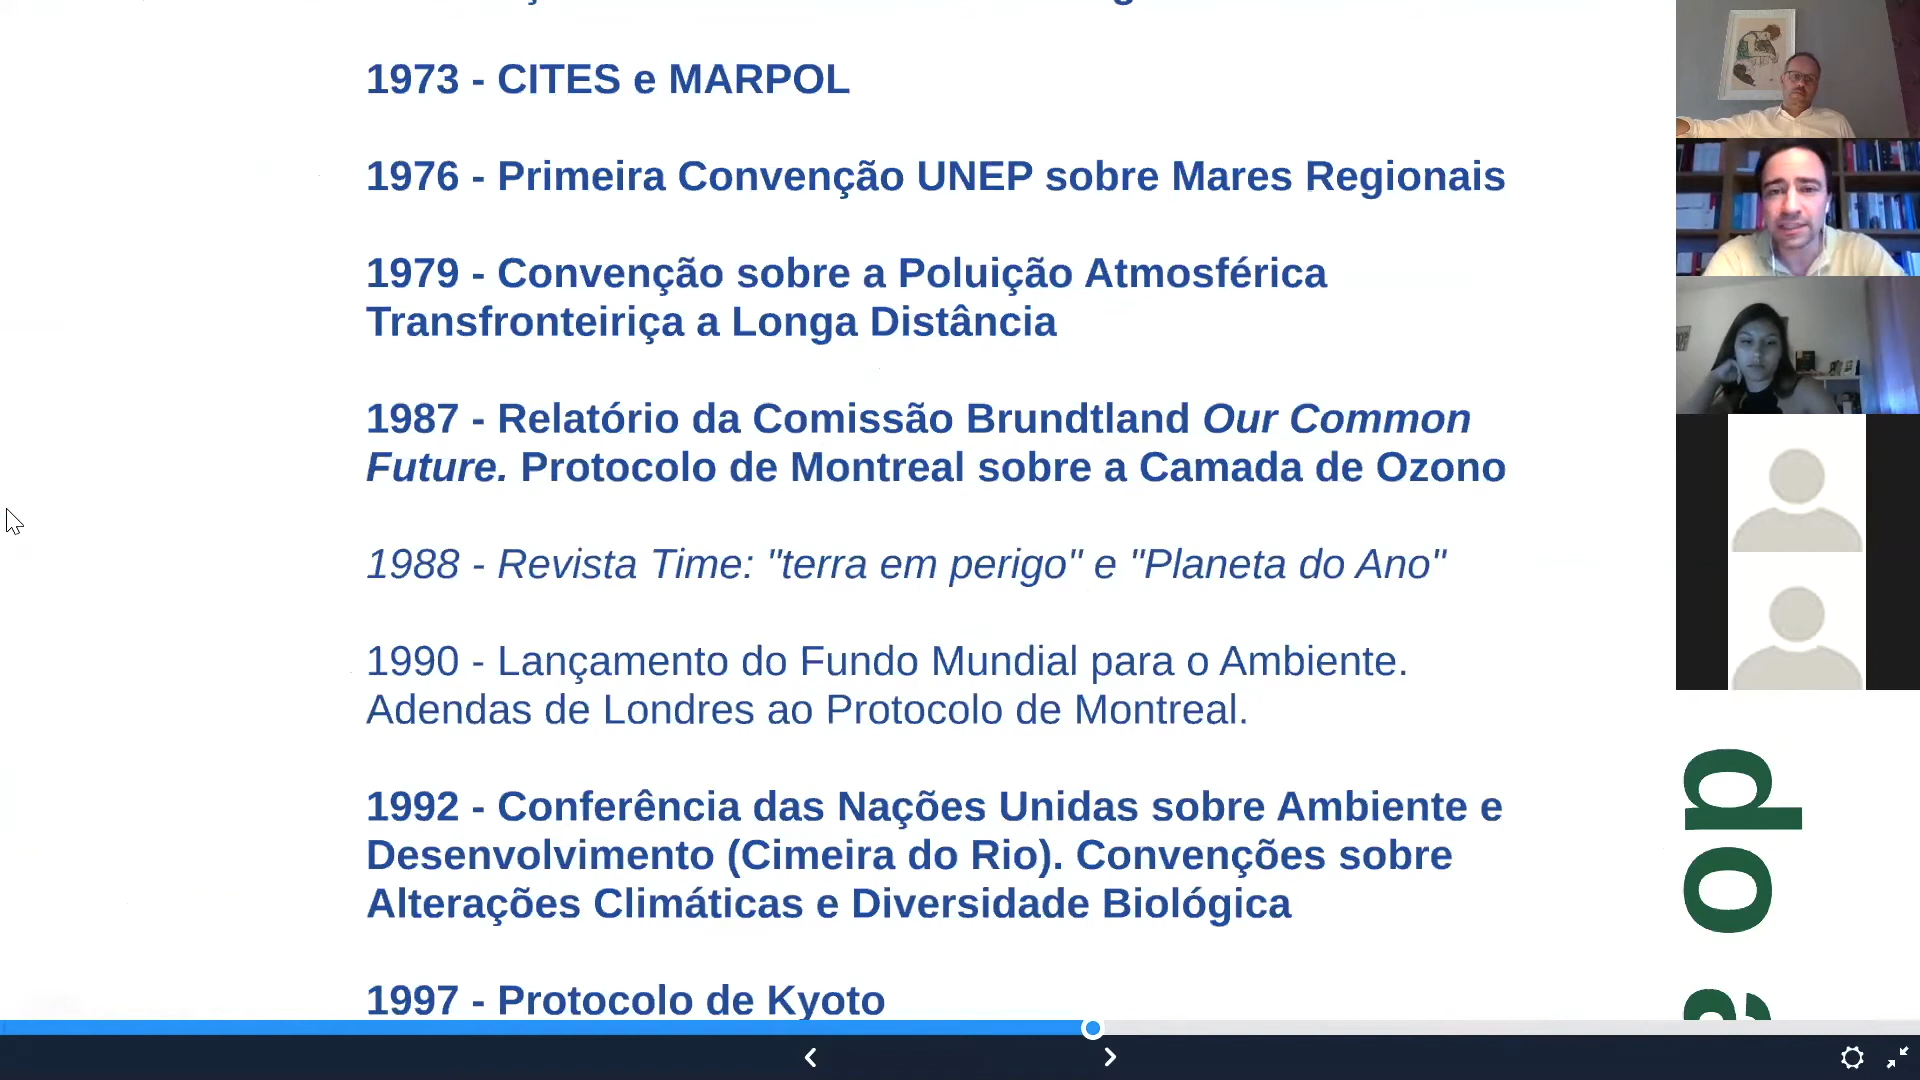 1973 - CITES e MARPOL
1976 - Primeira Convenção UNEP sobre Mares Regionais
1979 - Convenção sobre a Poluição Atmosférica
Transfronteiriça a Longa Distância
1987 - Relatório da Comissão Brundtland Our Common
Future. Protocolo de Montreal sobre a Camada de Ozono
1988 - Revista Time: "terra em perigo" e "Planeta do Ano"
1990 - Lançamento do Fundo Mundial para o Ambiente.
Adendas de Londres ao Protocolo de Montreal.
1992 - Conferência das Nações Unidas sobre Ambiente e
Desenvolvimento (Cimeira do Rio). Convenções sobre
Alterações Climáticas e Diversidade Biológica
1997 - Protocolo de Kyoto
do